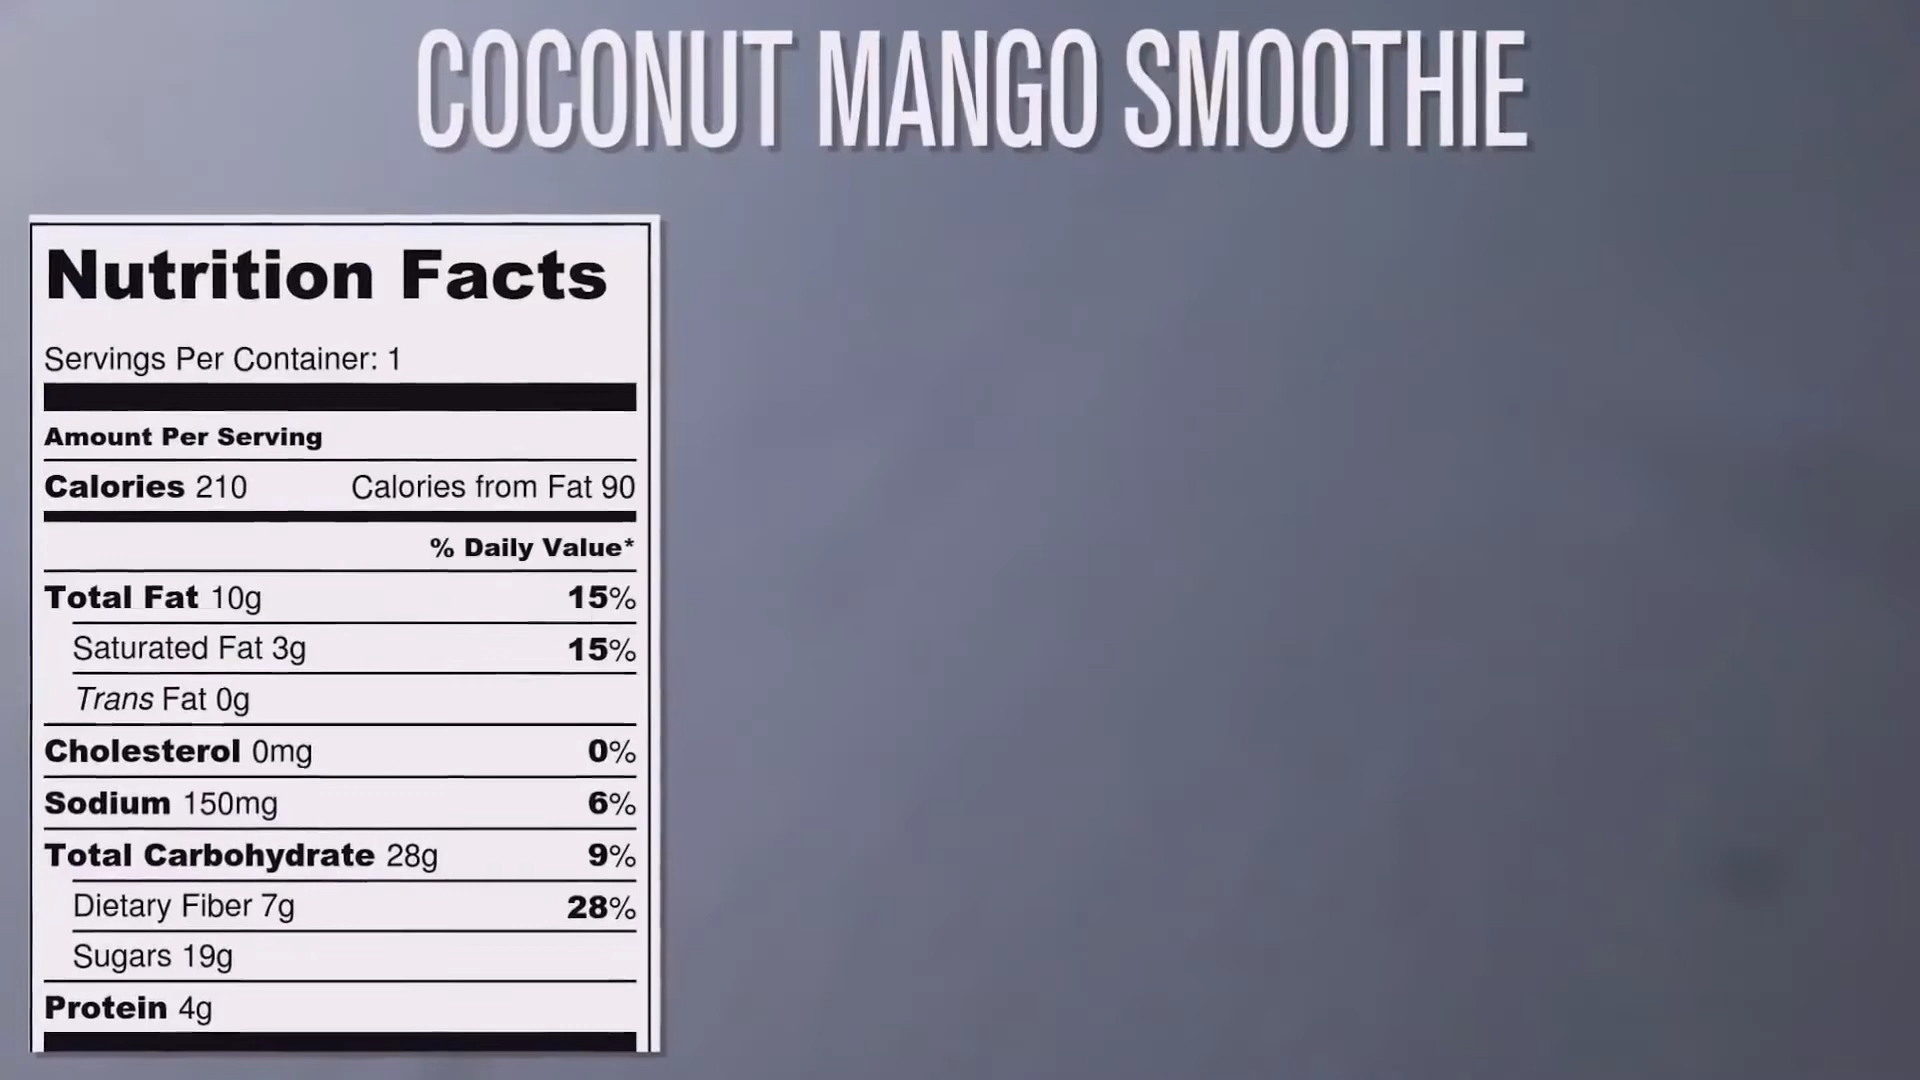 COCONUT MANGO SMOOTHIE
Nutrition Facts
Servings Per Container: 1
Amount Per Serving
Calories 210 Calories from Fat 90
% Daily Value*
Total Fat 10g 15%
Saturated Fat 3g 15%
Trans Fat 0g
Cholesterol 0mg 0%
Sodium 150mg 6%
Total Carbohydrate 28g 9%
Dietary Fiber 7g 28%
Sugars 19g
Protein 4g